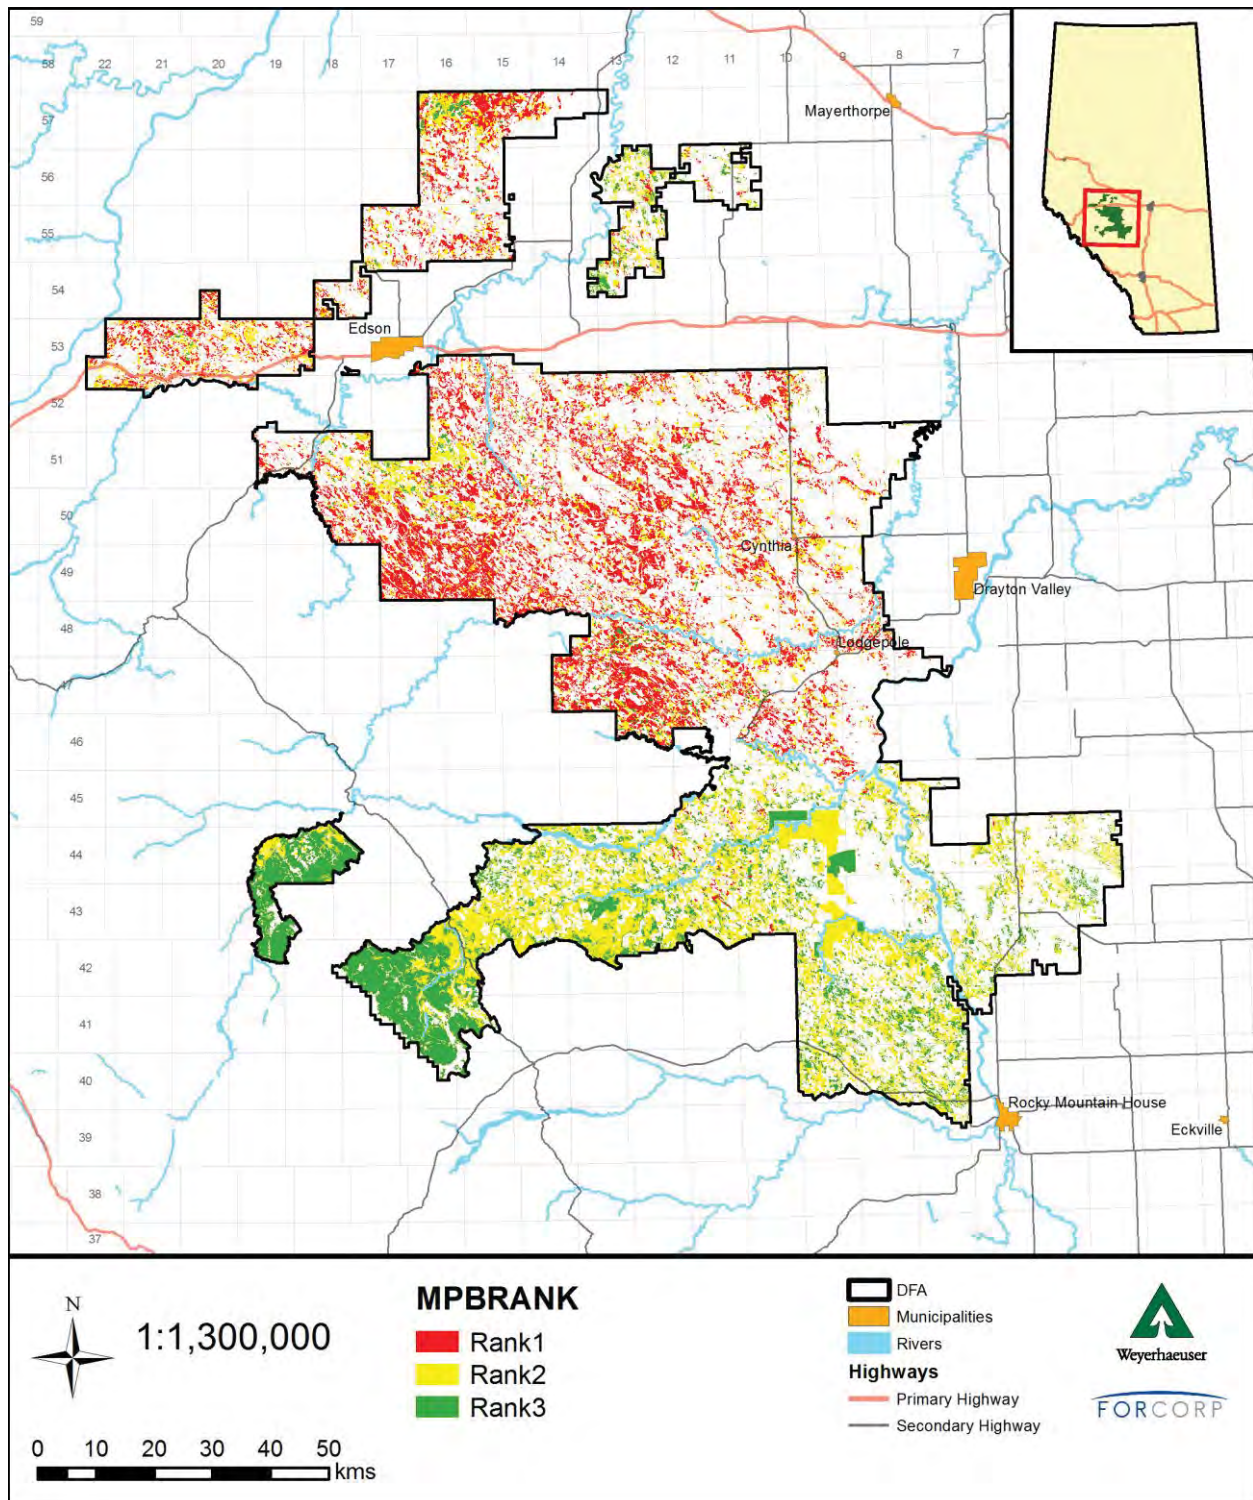 59
58 22 21 20 19 18 17 16 15 14 13 12 11 10 9 8 7
Mayerthorpe
57
56
55
54
Edson
53
52
51
50
Cynthia
49
Drayton Valley
48
Lodgepole
47
46
45
44
43
42
41
40
Rocky Mountain House
39
Eckville
38
37
N
1:1,300,000
0 10 20 30 40 50
kms
MPBRANK
Rank1
Rank2
Rank3
DFA
Municipalities
Rivers
Highways
Primary Highway
Secondary Highway
Weyerhaeuser
FORCORP